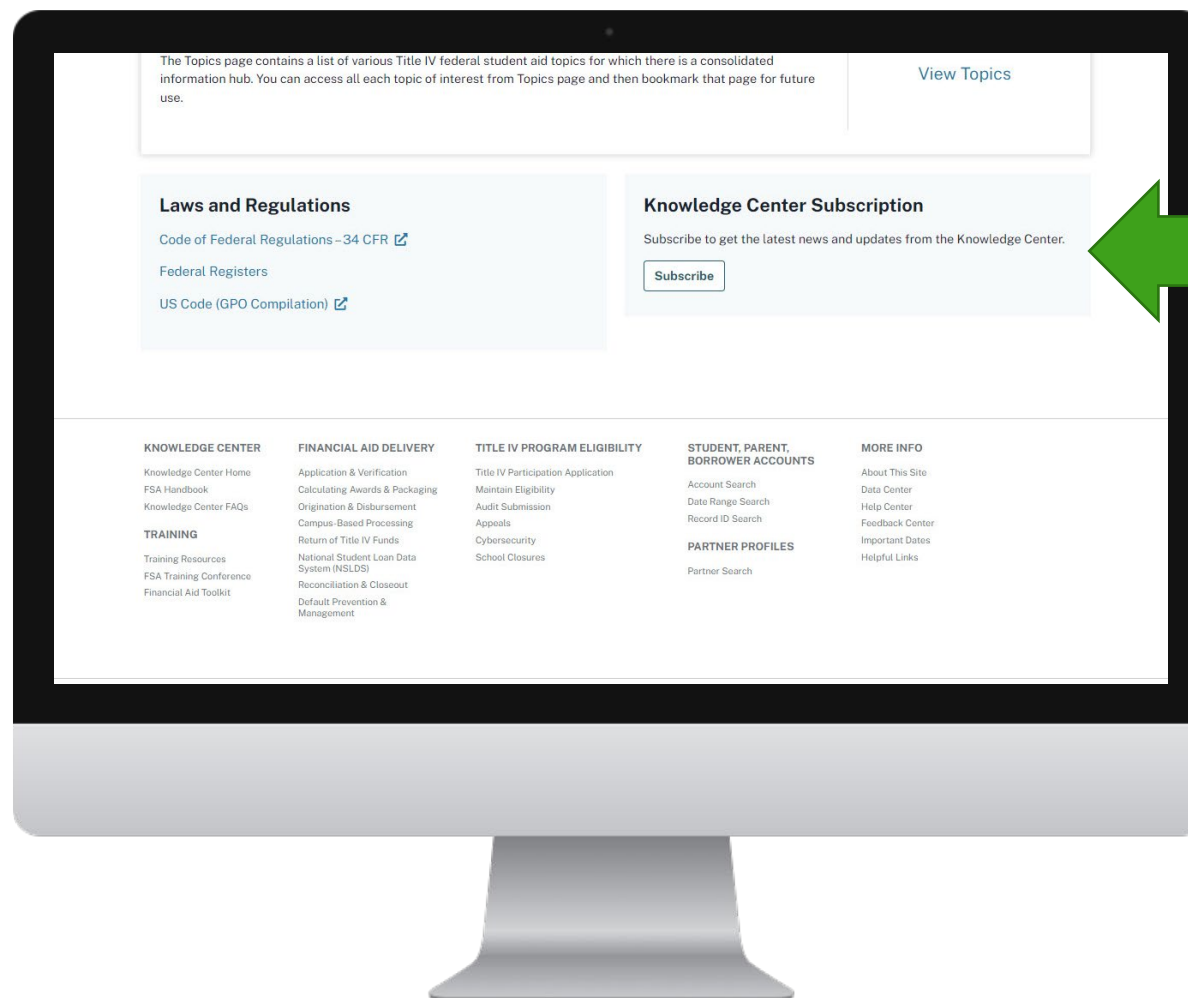 The Topics page contains a list of various Title IV federal student aid topics for which there is a consolidated
information hub. You can access all each topic of interest from Topics page and then bookmark that page for future
use.
View Topics
Laws and Regulations
Code of Federal Regulations – 34 CFR
Federal Registers
US Code (GPO Compilation)
Knowledge Center Subscription
Subscribe to get the latest news and updates from the Knowledge Center.
Subscribe
KNOWLEDGE CENTER
Knowledge Center Home
FSA Handbook
Knowledge Center FAQs
TRAINING
Training Resources
FSA Training Conference
Financial Aid Toolkit
FINANCIAL AID DELIVERY
Application & Verification
Calculating Awards & Packaging
Origination & Disbursement
Campus-Based Processing
Return of Title IV Funds
National Student Loan Data
System (NSLDS)
Reconciliation & Closeout
Default Prevention &
Management
TITLE IV PROGRAM ELIGIBILITY
Title IV Participation Application
Maintain Eligibility
Audit Submission
Appeals
Cybersecurity
School Closures
STUDENT, PARENT,
BORROWER ACCOUNTS
Account Search
Date Range Search
Record ID Search
PARTNER PROFILES
Partner Search
MORE INFO
About This Site
Data Center
Help Center
Feedback Center
Important Dates
Helpful Links